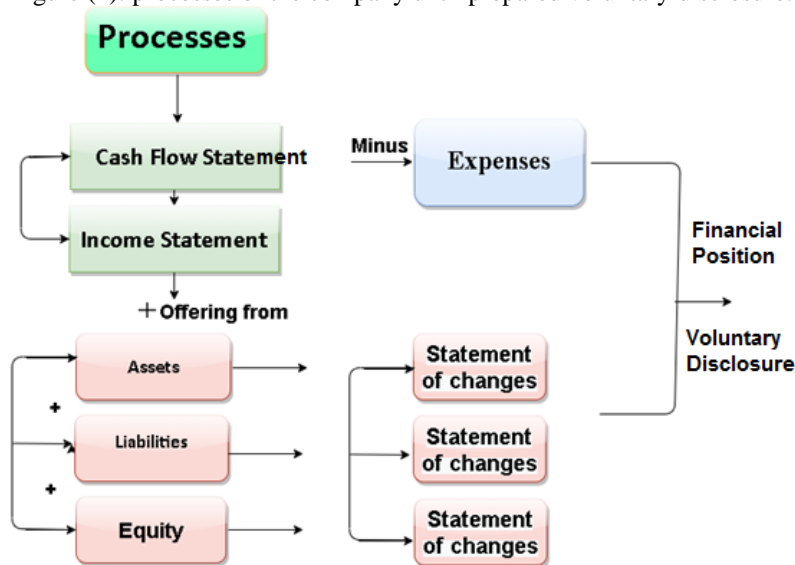 Processes
Cash Flow Statement
Minus
Expenses
Income Statement
Financial
Position
+ Offering from
Voluntary
Disclosure
Assets
Statement
of changes
+
Liabilities
Statement
of changes
+
Equity
Statement
of changes